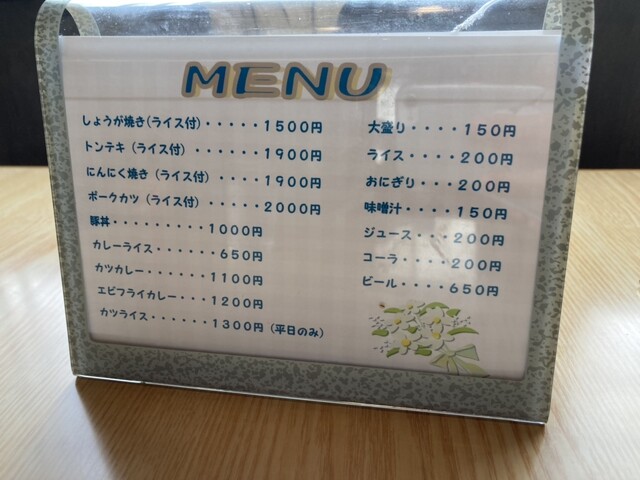 MENU
しょうが焼き(ライス付)・・・・・1500円
トンテキ(ライス付)・・・・・・1900円
にんにく焼き(ライス付)・・・・1900円
ポークカツ(ライス付)・・・・・2000円
豚丼・・・・・・・・・1000円
カレーライス・・・・・・650円
カツカレー・・・・・・1100円
エビフライカレー・・・1200円
カツライス・・・・・・1300円(平日のみ)
大盛り・・・・150円
ライス・・・・200円
おにぎり・・・200円
味噌汁・・・・150円
ジュース・・・200円
コーラ・・・・200円
ビール・・・・650円